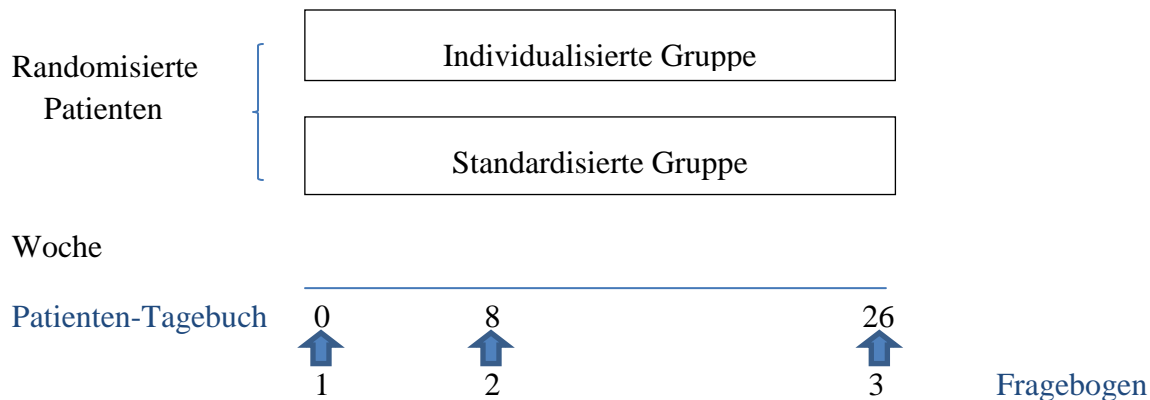 Individualisierte Gruppe
Randomisierte
Patienten
Standardisierte Gruppe
Woche
Patienten-Tagebuch 0 8 26
1 2 3 Fragebogen